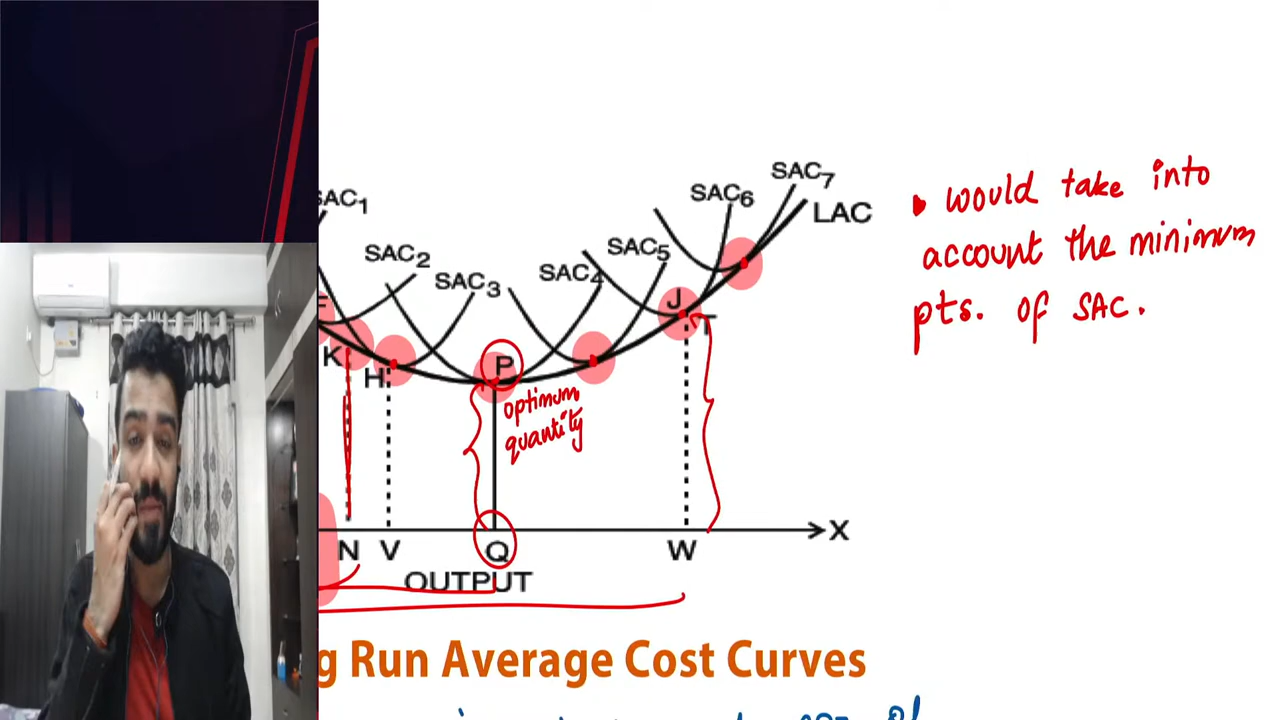 SAC₁
SAC₂
SAC₃
SAC₄
SAC₅
SAC₆
SAC₇
LAC
K
H
P
J
T
optimum
quantity
N V Q W X
OUTPUT
g Run Average Cost Curves
• would take into
account the minimum
pts. of SAC.